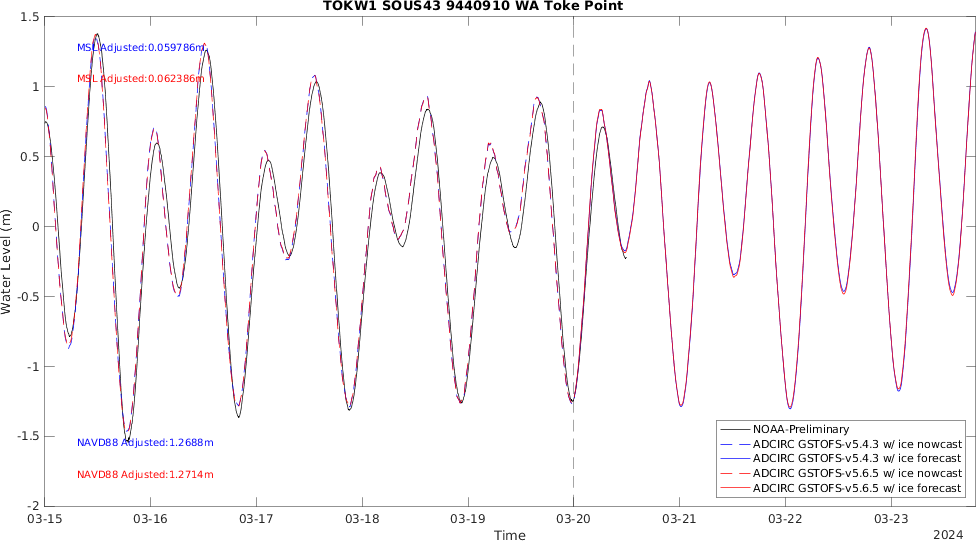 TOKW1 SOUS43 9440910 WA Toke Point
1.5
1
0.5
0
-0.5
-1
-1.5
-2
Water Level (m)
MSL Adjusted:0.059786m
MSL Adjusted:0.062386m
NAVD88 Adjusted:1.2688m
NAVD88 Adjusted:1.2714m
NOAA-Preliminary
ADCIRC GSTOFS-v5.4.3 w/ ice nowcast
ADCIRC GSTOFS-v5.4.3 w/ ice forecast
ADCIRC GSTOFS-v5.6.5 w/ ice nowcast
ADCIRC GSTOFS-v5.6.5 w/ ice forecast
03-15 03-16 03-17 03-18 03-19 03-20 03-21 03-22 03-23
Time
2024